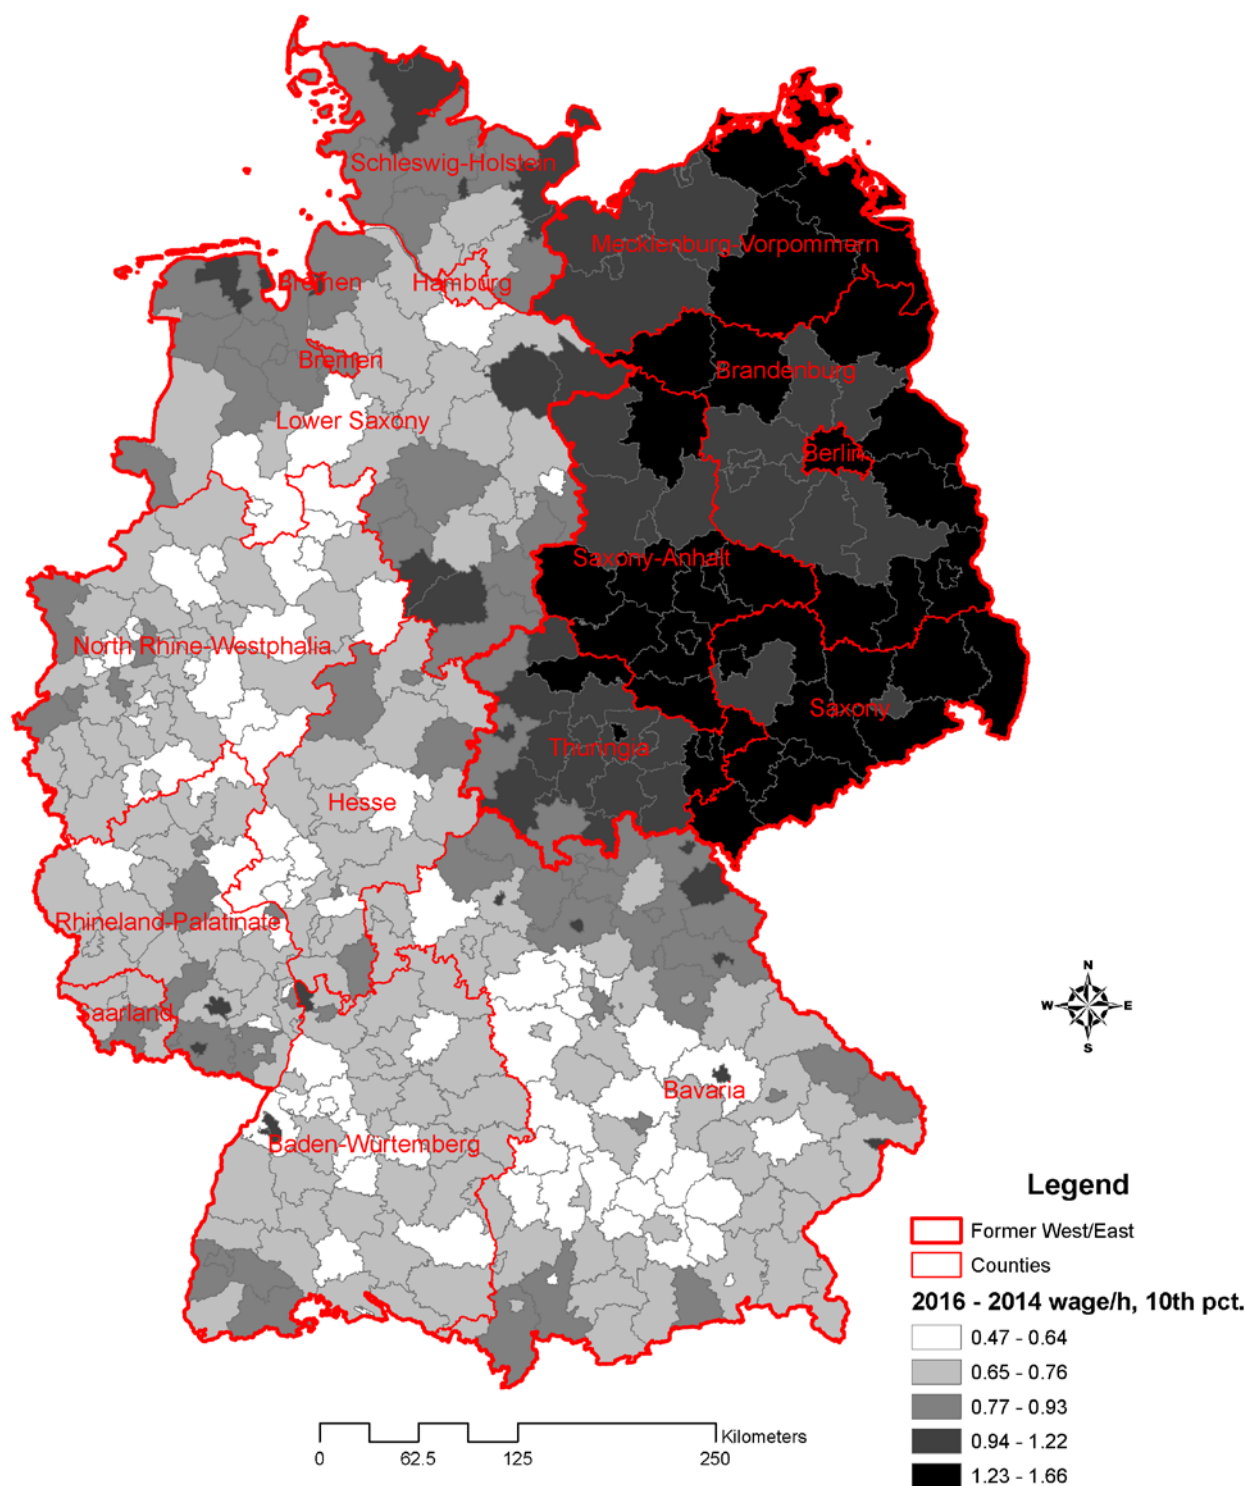 Schleswig-Holstein
Mecklenburg-Vorpommern
Bremen
Hamburg
Bremen
Brandenburg
Lower Saxony
Berlin
Saxony-Anhalt
North Rhine-Westphalia
Saxony
Thuringia
Hesse
Rhineland-Palatinate
Saarland
Bavaria
Baden-Wurtemberg
N
W E
S
Legend
Former West/East
Counties
2016 - 2014 wage/h, 10th pct.
0.47 - 0.64
0.65 - 0.76
0.77 - 0.93
0.94 - 1.22
1.23 - 1.66
Kilometers
0 62.5 125 250